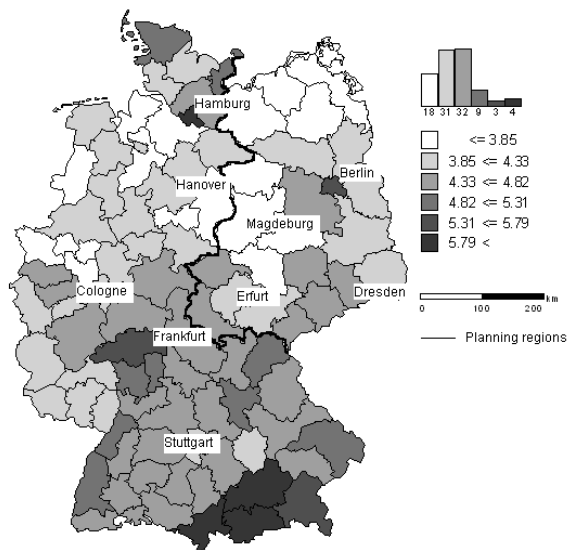 Hamburg
Berlin
Hanover
Magdeburg
Cologne
Erfurt
Dresden
Frankfurt
Stuttgart
18 31 32 9 3 4
<= 3.85
3.85 <= 4.33
4.33 <= 4.82
4.82 <= 5.31
5.31 <= 5.79
5.79 <
km
0 100 200
Planning regions